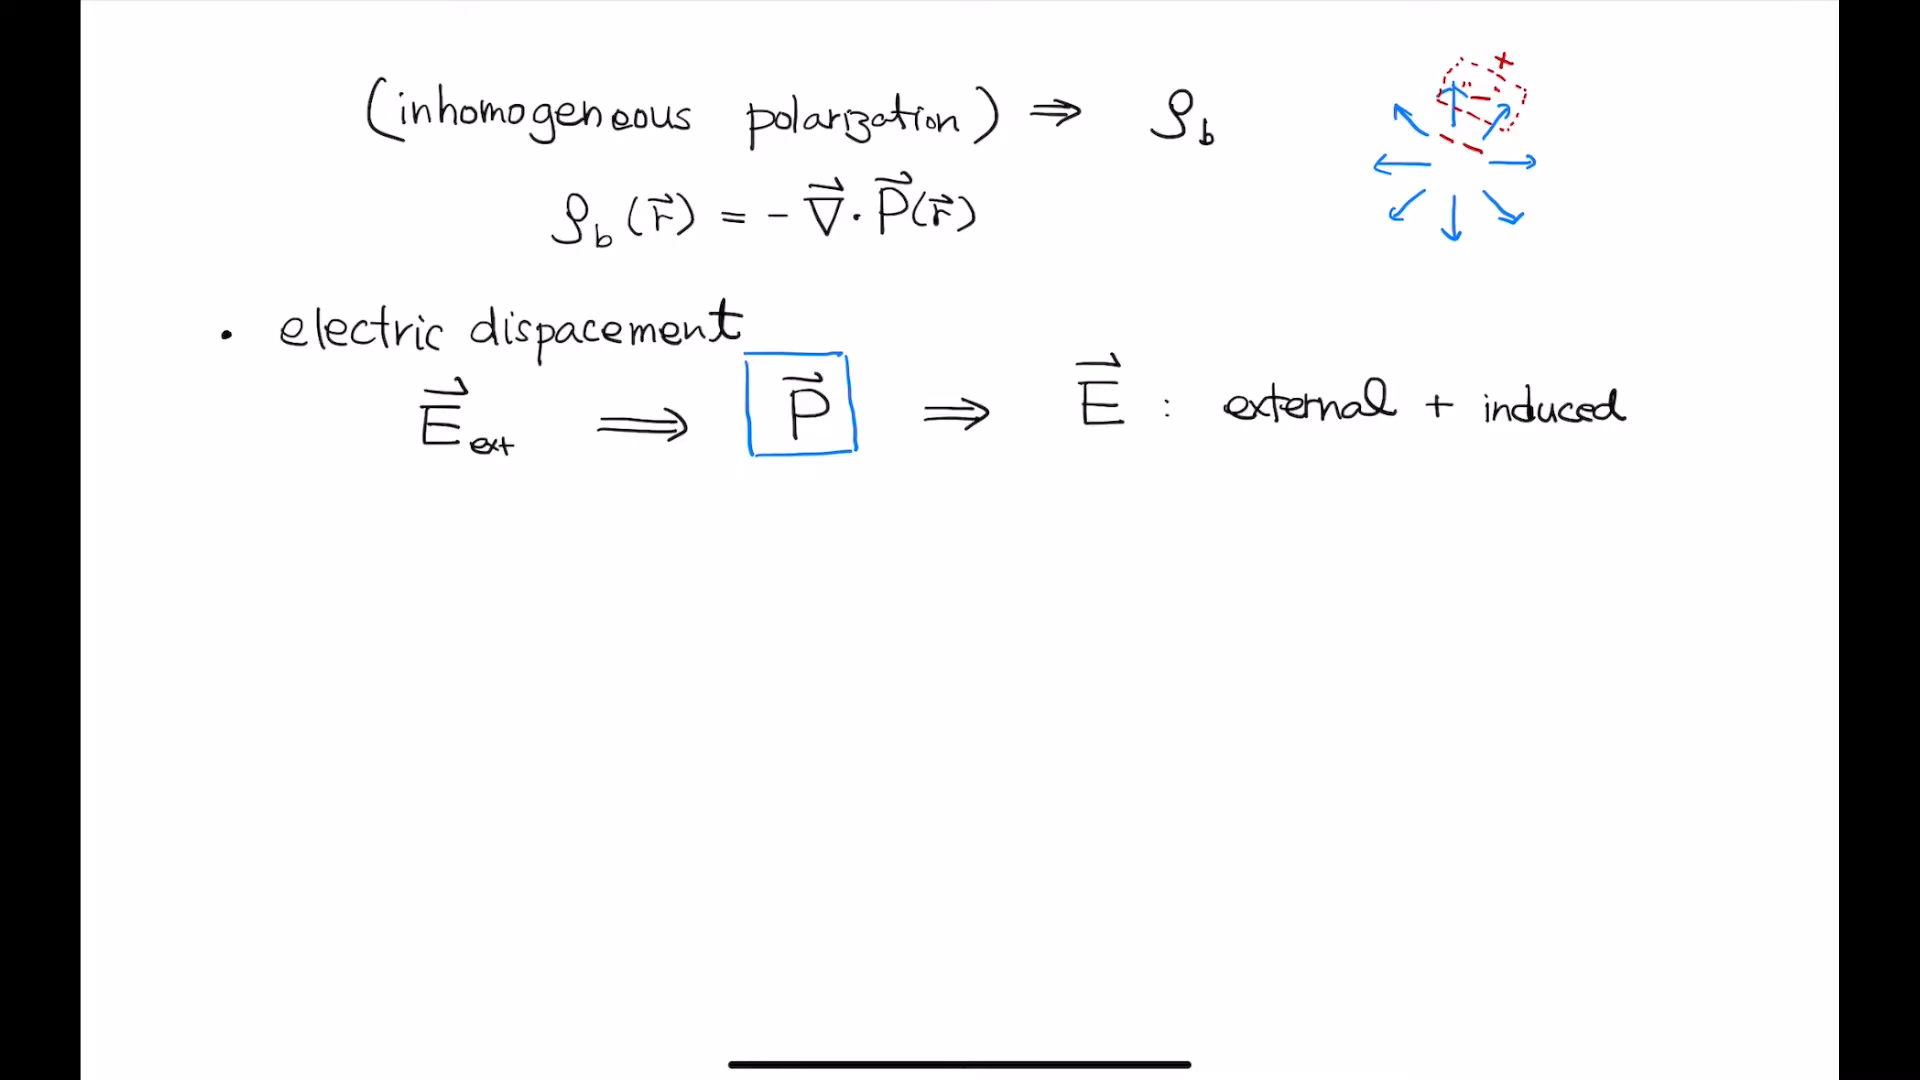 (inhomogeneous polarization) ⇒ ρ_b
ρ_b(r⃗) = -∇⃗·P⃗(r⃗)
• electric dispacement
E⃗_ext ⟹ P⃗ ⇒ E⃗ : external + induced
+
- -
- -